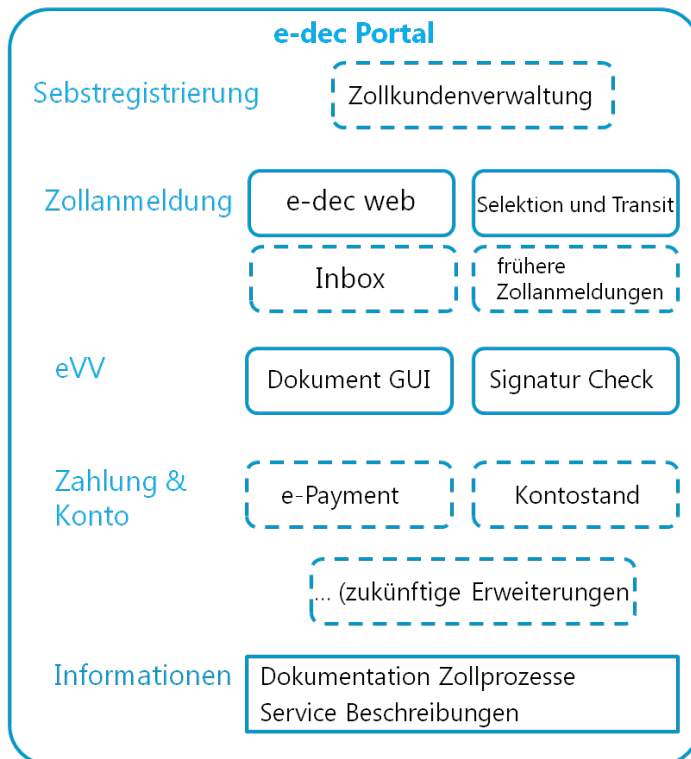 e-dec Portal
Sebstregistrierung
Zollkundenverwaltung
Zollanmeldung
e-dec web
Selektion und Transit
Inbox
frühere
Zollanmeldungen
eVV
Dokument GUI
Signatur Check
Zahlung &
Konto
e-Payment
Kontostand
... (zukünftige Erweiterungen
Informationen
Dokumentation Zollprozesse
Service Beschreibungen